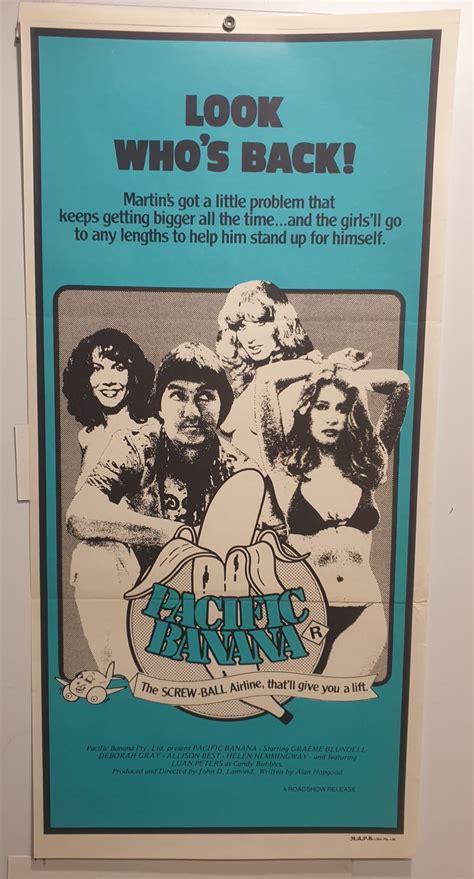 LOOK
WHO'S BACK!
Martin's got a little problem that
keeps getting bigger all the time...and the girls'll go
to any lengths to help him stand up for himself.
PACIFIC
BANANA
R
The SCREW-BALL Airline, that'll give you a lift.
Pacific Banana Pty. Ltd. present PACIFIC BANANA - Starring GRAEME BLUNDELL-
DEBORAH GRAY - ALLISON BEST - HELEN HEMMINGWAY - and featuring
LUAN PETERS as Candy Bubbles.
Produced and Directed by John D. Lamond, Written by Alan Hopgood
A ROADSHOW RELEASE...
M.A.P.S. Litho Pty. Ltd.